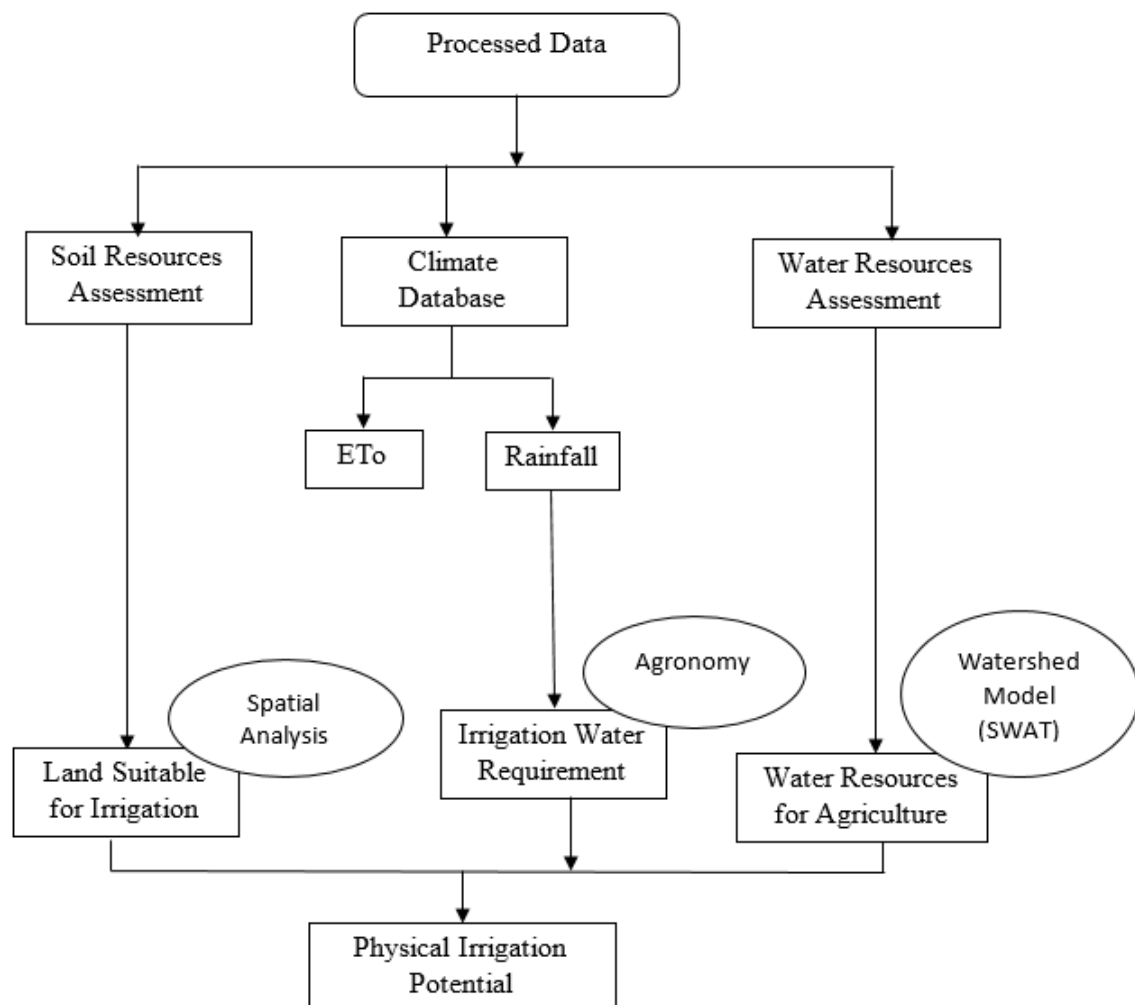 Processed Data
Soil Resources
Assessment
Climate
Database
Water Resources
Assessment
ETo
Rainfall
Spatial
Analysis
Agronomy
Watershed
Model
(SWAT)
Land Suitable
for Irrigation
Irrigation Water
Requirement
Water Resources
for Agriculture
Physical Irrigation
Potential